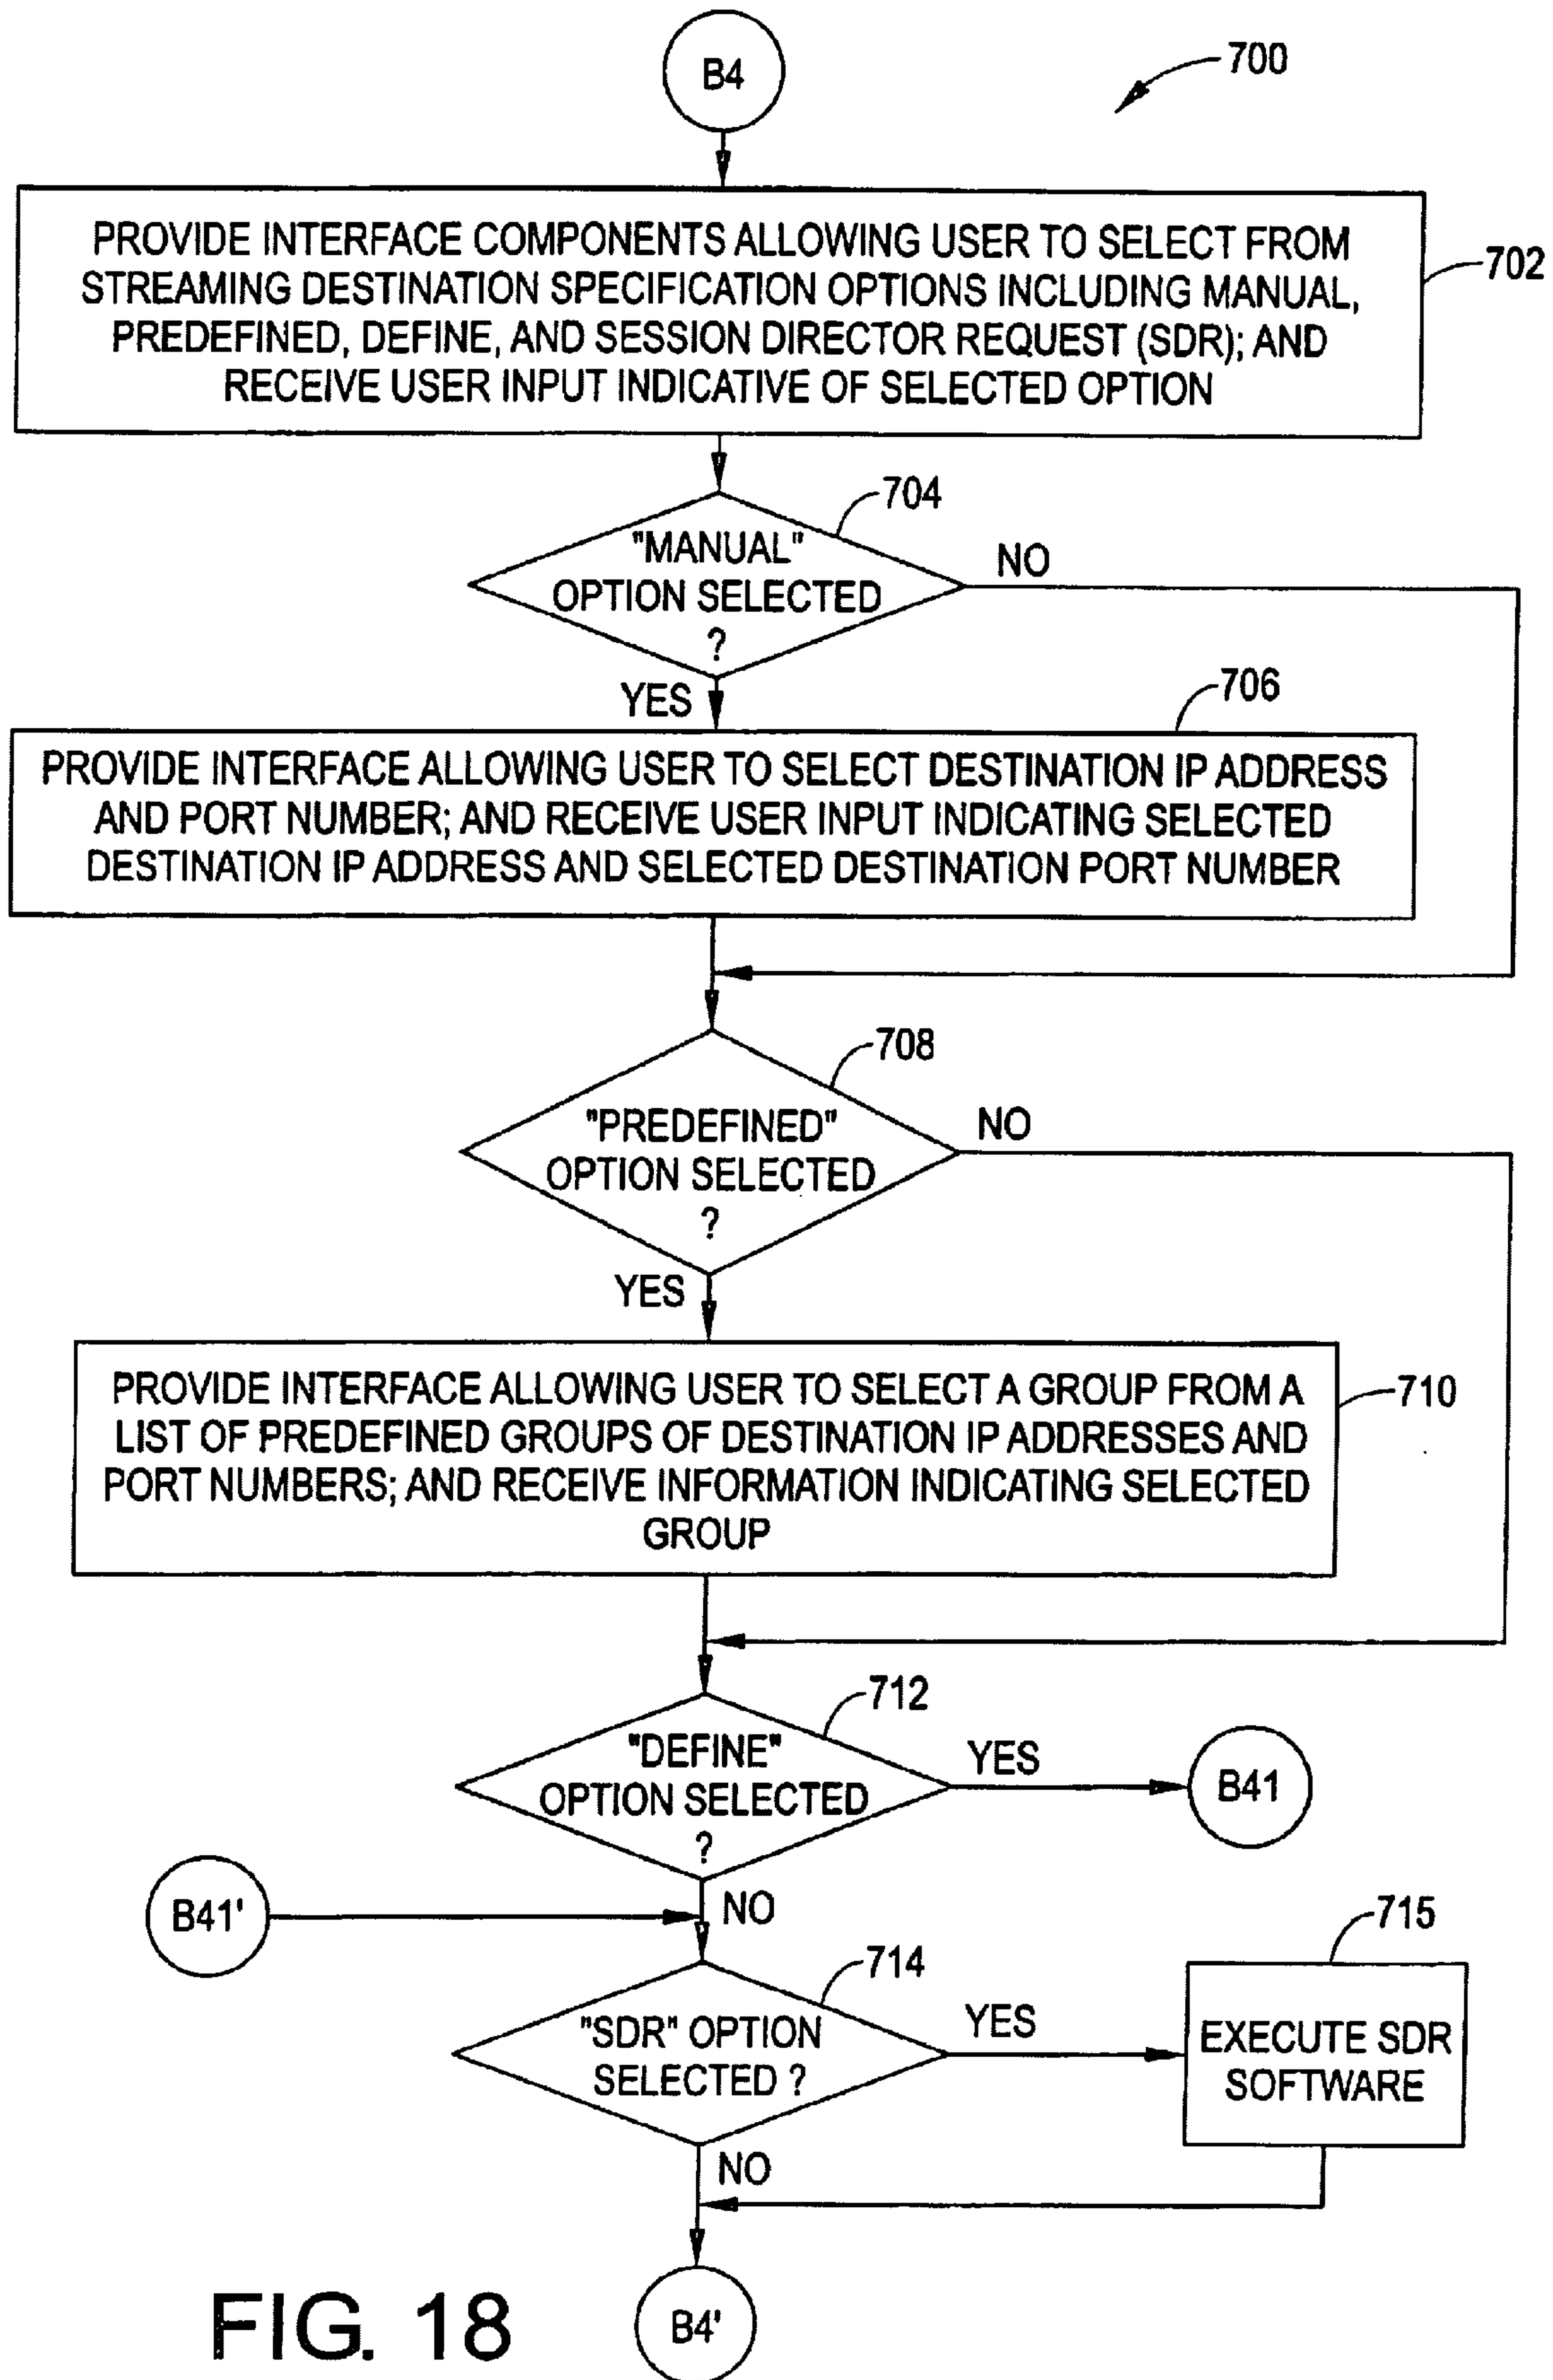 B4
700
PROVIDE INTERFACE COMPONENTS ALLOWING USER TO SELECT FROM
STREAMING DESTINATION SPECIFICATION OPTIONS INCLUDING MANUAL,
PREDEFINED, DEFINE, AND SESSION DIRECTOR REQUEST (SDR); AND
RECEIVE USER INPUT INDICATIVE OF SELECTED OPTION
702
704
"MANUAL"
OPTION SELECTED
?
NO
YES
706
PROVIDE INTERFACE ALLOWING USER TO SELECT DESTINATION IP ADDRESS
AND PORT NUMBER; AND RECEIVE USER INPUT INDICATING SELECTED
DESTINATION IP ADDRESS AND SELECTED DESTINATION PORT NUMBER
708
"PREDEFINED"
OPTION SELECTED
?
NO
YES
PROVIDE INTERFACE ALLOWING USER TO SELECT A GROUP FROM A
LIST OF PREDEFINED GROUPS OF DESTINATION IP ADDRESSES AND
PORT NUMBERS; AND RECEIVE INFORMATION INDICATING SELECTED
GROUP
710
712
"DEFINE"
OPTION SELECTED
?
YES
B41
B41'
NO
714
"SDR" OPTION
SELECTED ?
YES
715
EXECUTE SDR
SOFTWARE
NO
B4'
FIG. 18